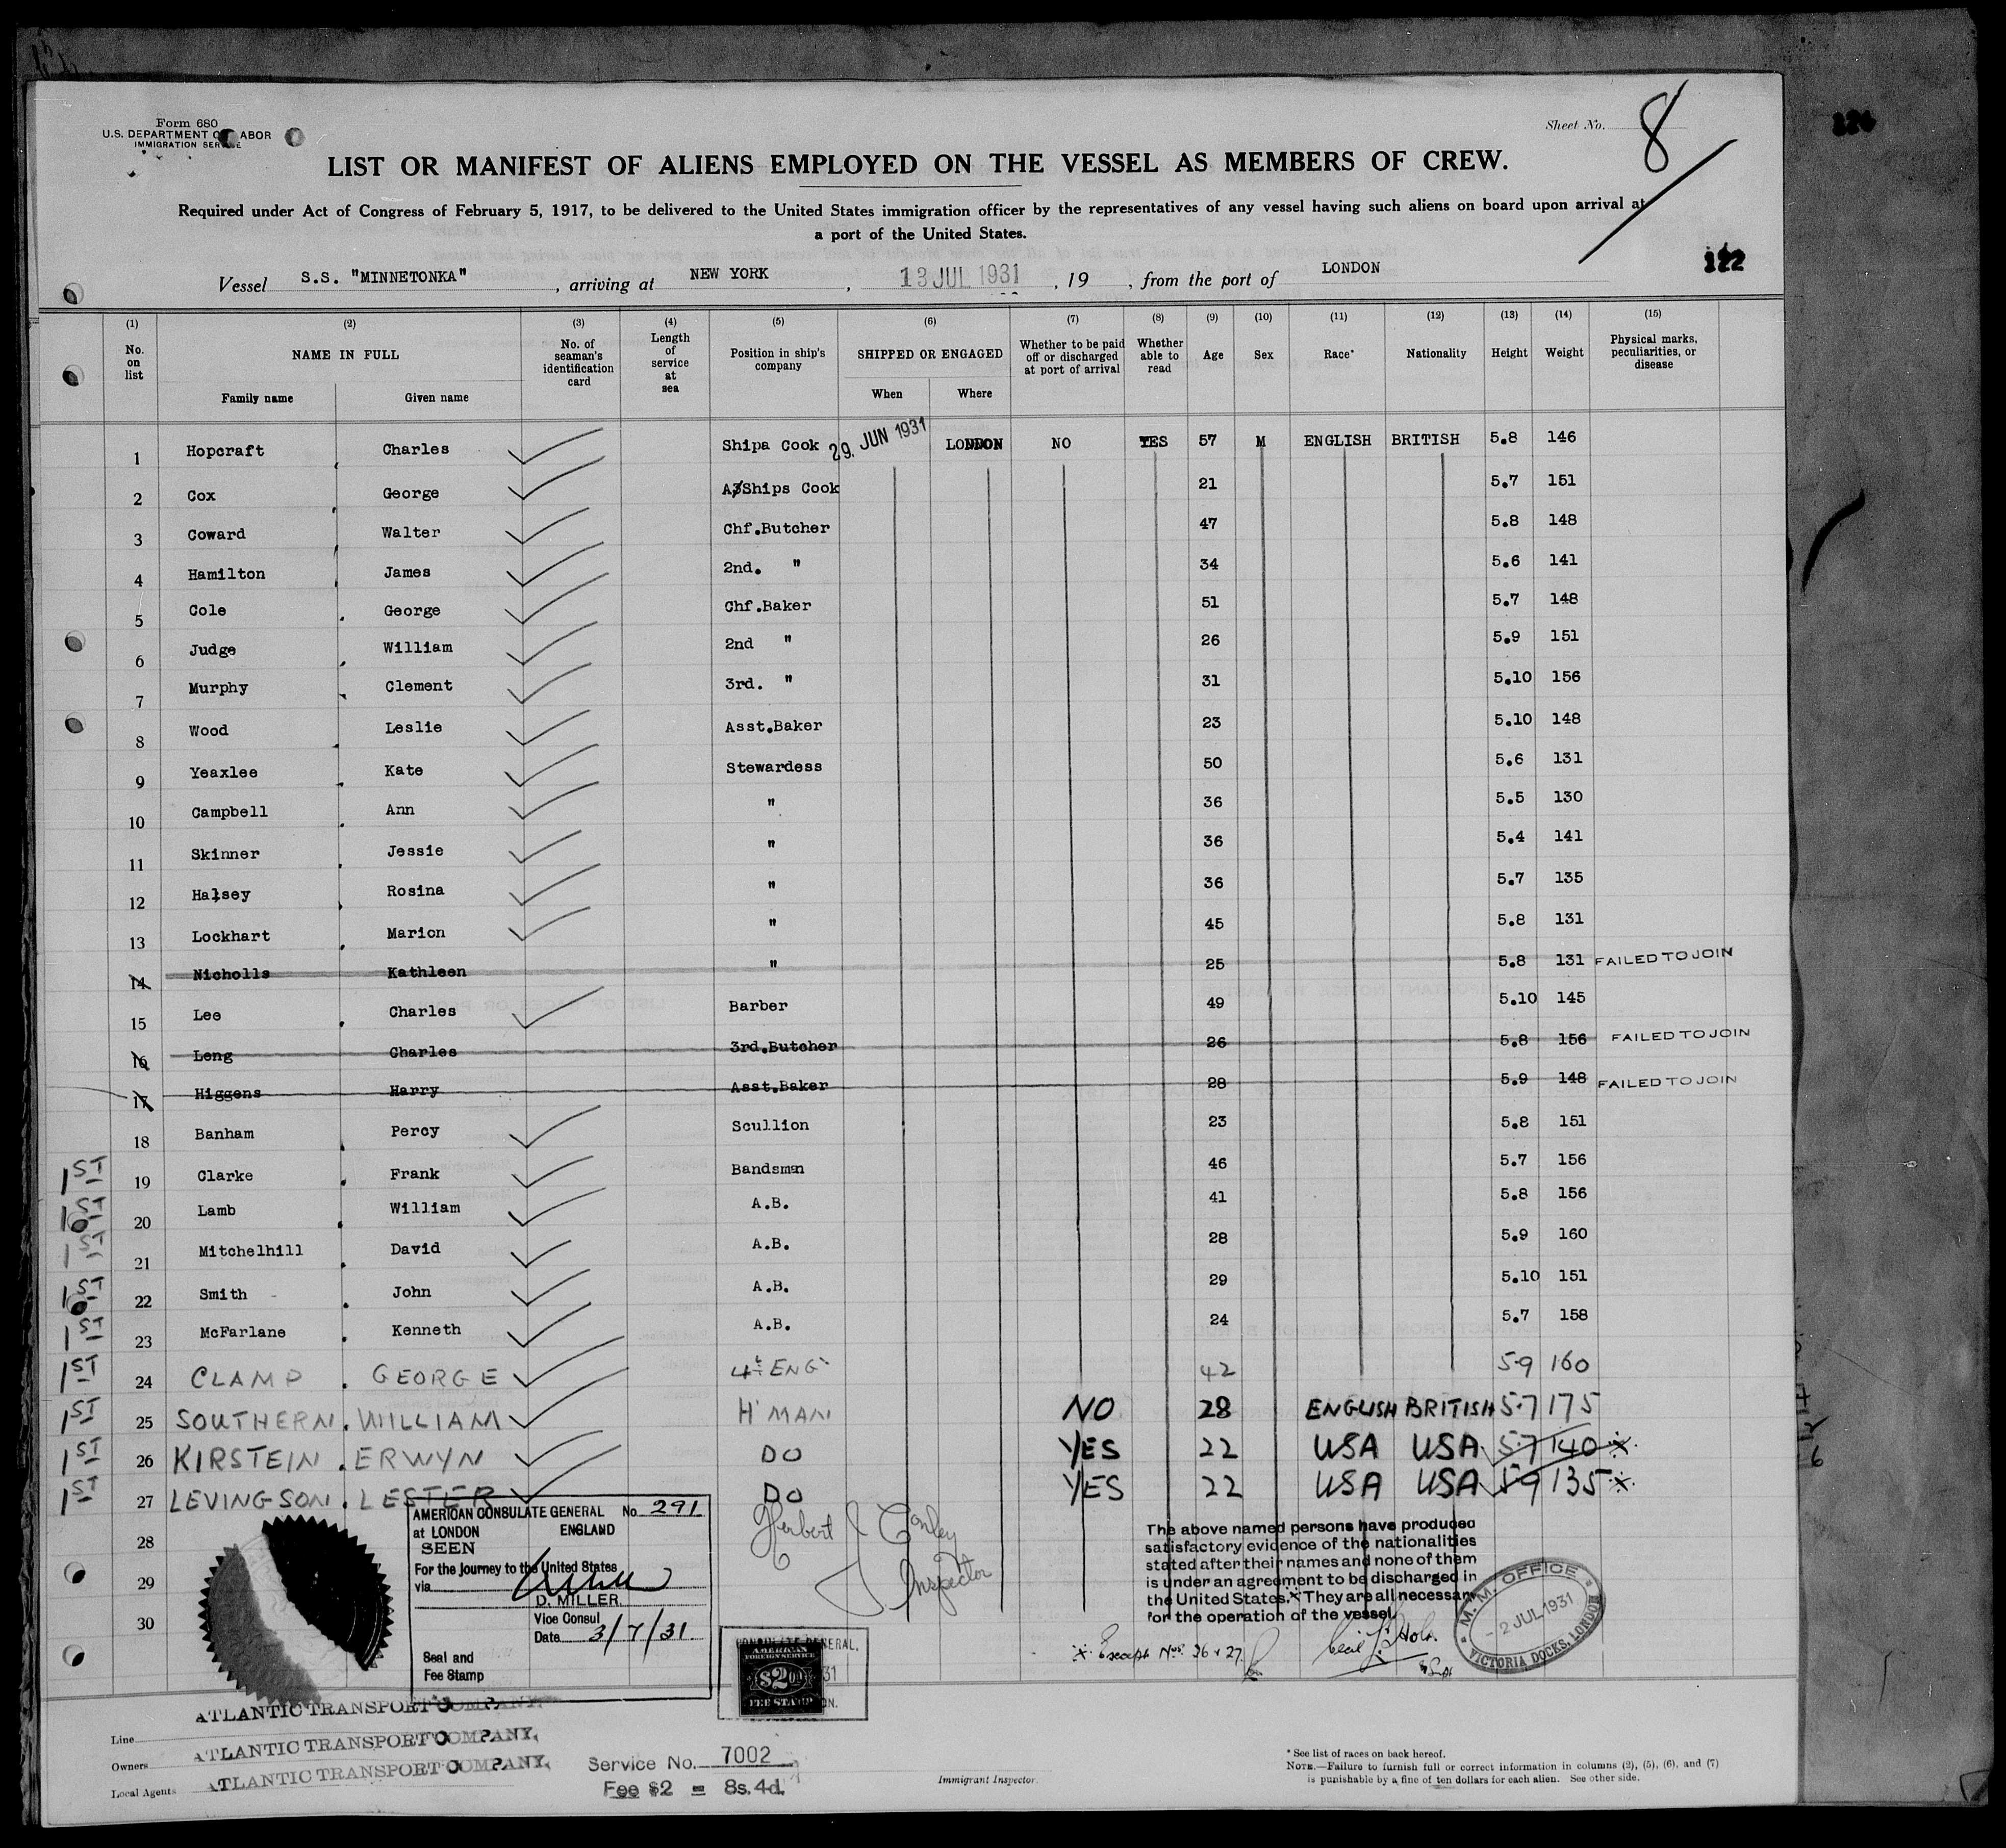 Form 680
U.S. DEPARTMENT OF LABOR
IMMIGRATION SERVICE
Sheet No. 8
LIST OR MANIFEST OF ALIENS EMPLOYED ON THE VESSEL AS MEMBERS OF CREW.
Required under Act of Congress of February 5, 1917, to be delivered to the United States immigration officer by the representatives of any vessel having such aliens on board upon arrival at
a port of the United States.
122
Vessel S.S. "MINNETONKA", arriving at NEW YORK, 13 JUL 1931, 19 , from the port of LONDON
(1) (2) (3) (4) (5) (6) (7) (8) (9) (10) (11) (12) (13) (14) (15)
No. on list NAME IN FULL Family name Given name No. of seaman's identification card Length of service at sea Position in ship's company SHIPPED OR ENGAGED When Where Whether to be paid off or discharged at port of arrival Whether able to read Age Sex Race* Nationality Height Weight Physical marks, peculiarities, or disease
1 Hopcraft , Charles Shipa Cook 29. JUN 1931 LONDON NO YES 57 M ENGLISH BRITISH 5.8 146
2 Cox , George A/Ships Cook 21 5.7 151
3 Coward , Walter Chf.Butcher 47 5.8 148
4 Hamilton , James 2nd. " 34 5.6 141
5 Cole , George Chf.Baker 51 5.7 148
6 Judge , William 2nd " 26 5.9 151
7 Murphy , Clement 3rd. " 31 5.10 156
8 Wood , Leslie Asst.Baker 23 5.10 148
9 Yeaxlee , Kate Stewardess 50 5.6 131
10 Campbell , Ann " 36 5.5 130
11 Skinner , Jessie " 36 5.4 141
12 Halsey , Rosina " 36 5.7 135
13 Lockhart , Marion " 45 5.8 131
14 Nicholls Kathleen " 25 5.8 131 FAILED TO JOIN
15 Lee , Charles Barber 49 5.10 145
16 Leng Charles 3rd.Butcher 26 5.8 156 FAILED TO JOIN
17 Higgens Harry Asst.Baker 28 5.9 148 FAILED TO JOIN
18 Banham , Percy Scullion 23 5.8 151
1ST 19 Clarke , Frank Bandsman 46 5.7 156
1ST 20 Lamb , William A.B. 41 5.8 156
1ST 21 Mitchelhill , David A.B. 28 5.9 160
1ST 22 Smith , John A.B. 29 5.10 151
1ST 23 McFarlane , Kenneth A.B. 24 5.7 158
1ST 24 CLAMP . GEORGE 4th ENGr 42 5.9 160
1ST 25 SOUTHERN . WILLIAM H'MAN NO 28 ENGLISH BRITISH 5.7 175
1ST 26 KIRSTEIN . ERWYN DO YES 22 USA USA 5.7 140 ※
1ST 27 LEVINGSON . LESTER DO YES 22 USA USA 5.9 135 ※
28
29
30
AMERICAN CONSULATE GENERAL No. 291
at LONDON ENGLAND
SEEN
For the Journey to the United States
via
D. MILLER
Vice Consul
Date 3/7/31
Seal and
Fee Stamp
Inspector
CONSULATE GENERAL,
AMERICAN
FOREIGN SERVICE
$2.00
FEE STAMP
The above named persons have produced
satisfactory evidence of the nationalities
stated after their names and none of them
is under an agreement to be discharged in
the United States.※ They are all necessary
for the operation of the vessel.
※ Except Nos. 26 & 27.
M. M. OFFICE
2 JUL 1931
VICTORIA DOCKS, LONDON
Line ATLANTIC TRANSPORT COMPANY,
Owners ATLANTIC TRANSPORT COMPANY,
Local Agents ATLANTIC TRANSPORT COMPANY,
Service No. 7002
Fee $2 = 8s. 4d.
Immigrant Inspector
* See list of races on back hereof.
NOTE.—Failure to furnish full or correct information in columns (2), (5), (6), and (7)
is punishable by a fine of ten dollars for each alien. See other side.